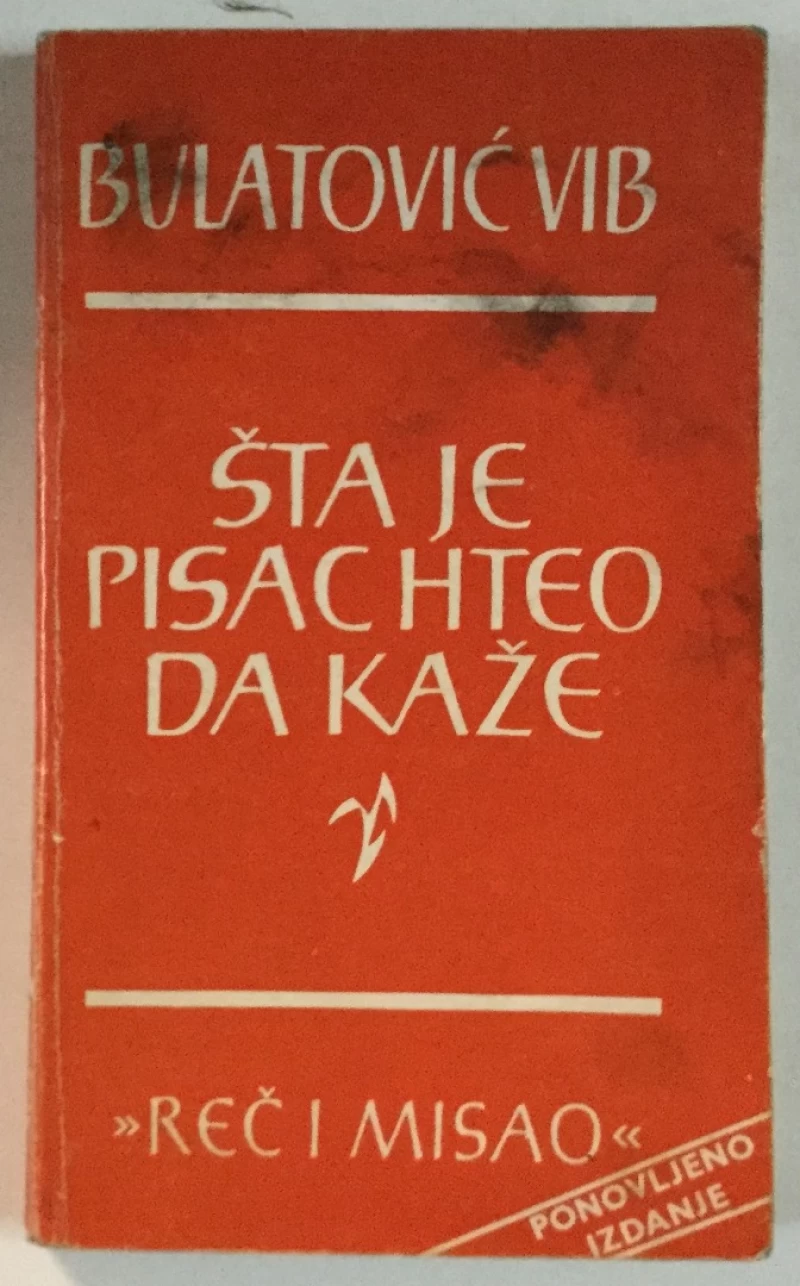 BULATOVIĆ VIB
ŠTA JE
PISAC HTEO
DA KAŽE
»REČ I MISAO«
PONOVLJENO
IZDANJE